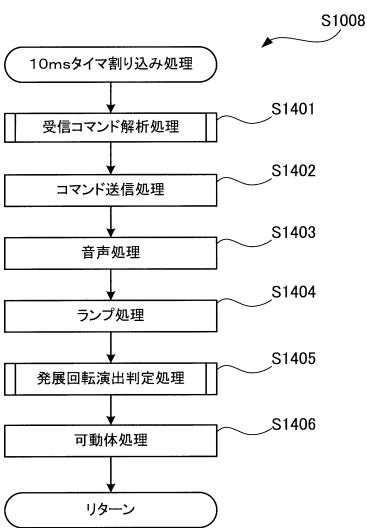 S1008
10msタイマ割り込み処理
S1401
受信コマンド解析処理
S1402
コマンド送信処理
S1403
音声処理
S1404
ランプ処理
S1405
発展回転演出判定処理
S1406
可動体処理
リターン